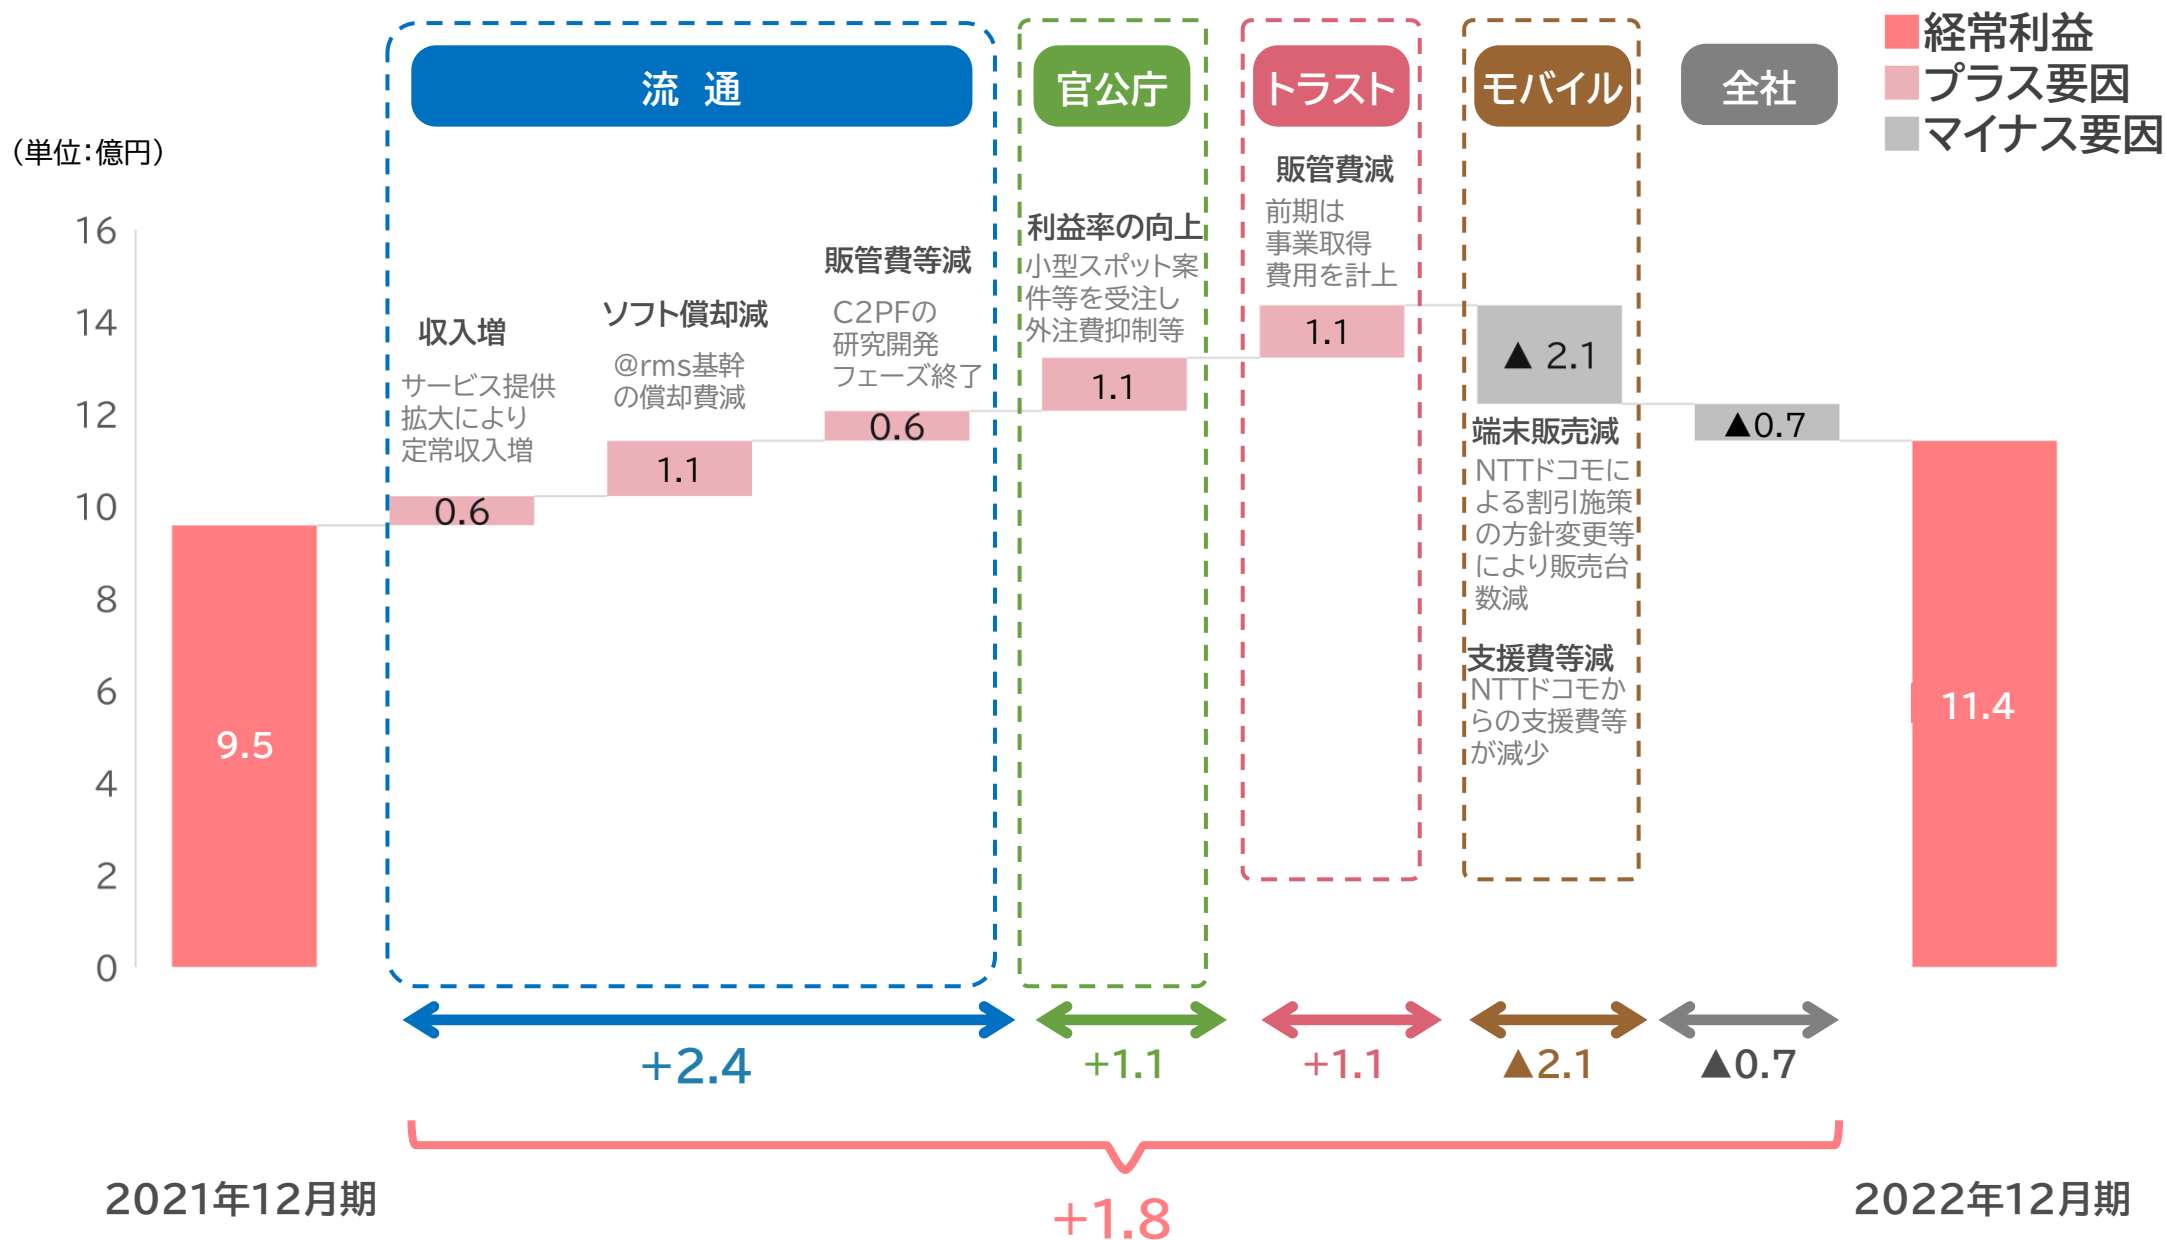 流 通
官公庁
トラスト
モバイル
全社
経常利益
プラス要因
マイナス要因
（単位：億円）
16
14
12
10
8
6
4
2
0
9.5
収入増
サービス提供
拡大により
定常収入増
0.6
ソフト償却減
@rms基幹
の償却費減
1.1
販管費等減
C2PFの
研究開発
フェーズ終了
0.6
利益率の向上
小型スポット案
件等を受注し
外注費抑制等
1.1
販管費減
前期は
事業取得
費用を計上
1.1
▲ 2.1
端末販売減
NTTドコモに
よる割引施策
の方針変更等
により販売台
数減
支援費等減
NTTドコモか
らの支援費等
が減少
▲0.7
11.4
+2.4
+1.1
+1.1
▲2.1
▲0.7
2021年12月期
+1.8
2022年12月期